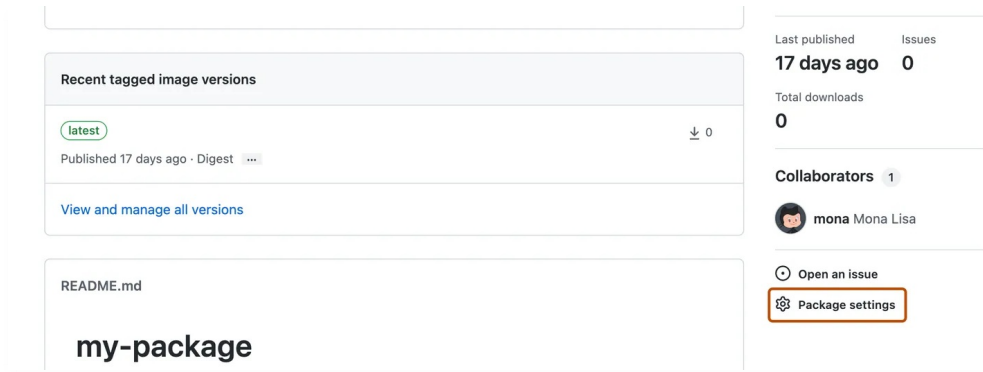 Recent tagged image versions
latest
0
Published 17 days ago · Digest ...
View and manage all versions
README.md
my-package
Last published Issues
17 days ago 0
Total downloads
0
Collaborators 1
mona Mona Lisa
Open an issue
Package settings